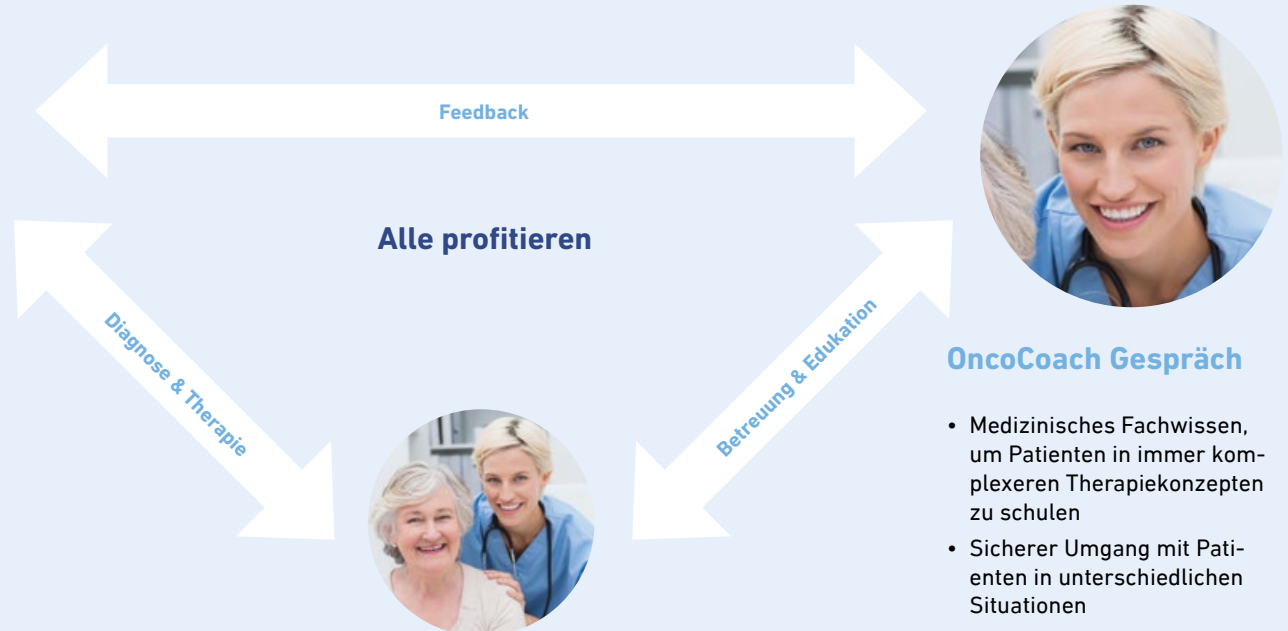 Feedback
Alle profitieren
Diagnose & Therapie
Betreuung & Edukation
OncoCoach Gespräch
• Medizinisches Fachwissen,
um Patienten in immer kom-
plexeren Therapiekonzepten
zu schulen
• Sicherer Umgang mit Pati-
enten in unterschiedlichen
Situationen